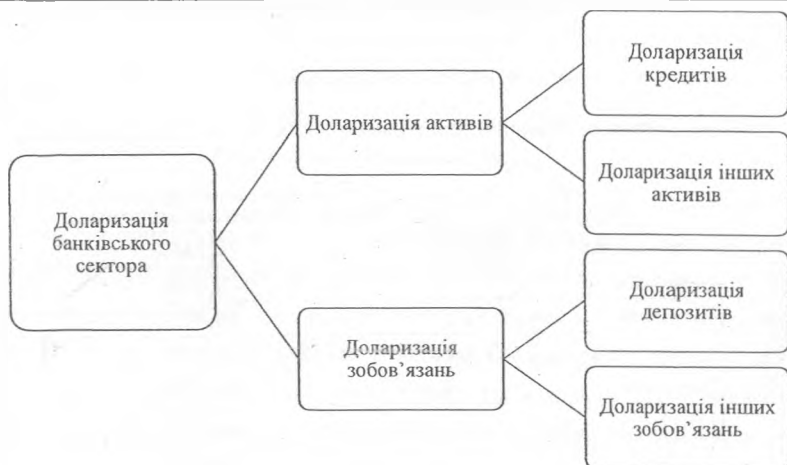 Доларизація
банківського
сектора
Доларизація активів
Доларизація
кредитів
Доларизація інших
активів
Доларизація
зобов’язань
Доларизація
депозитів
Доларизація інших
зобов’язань